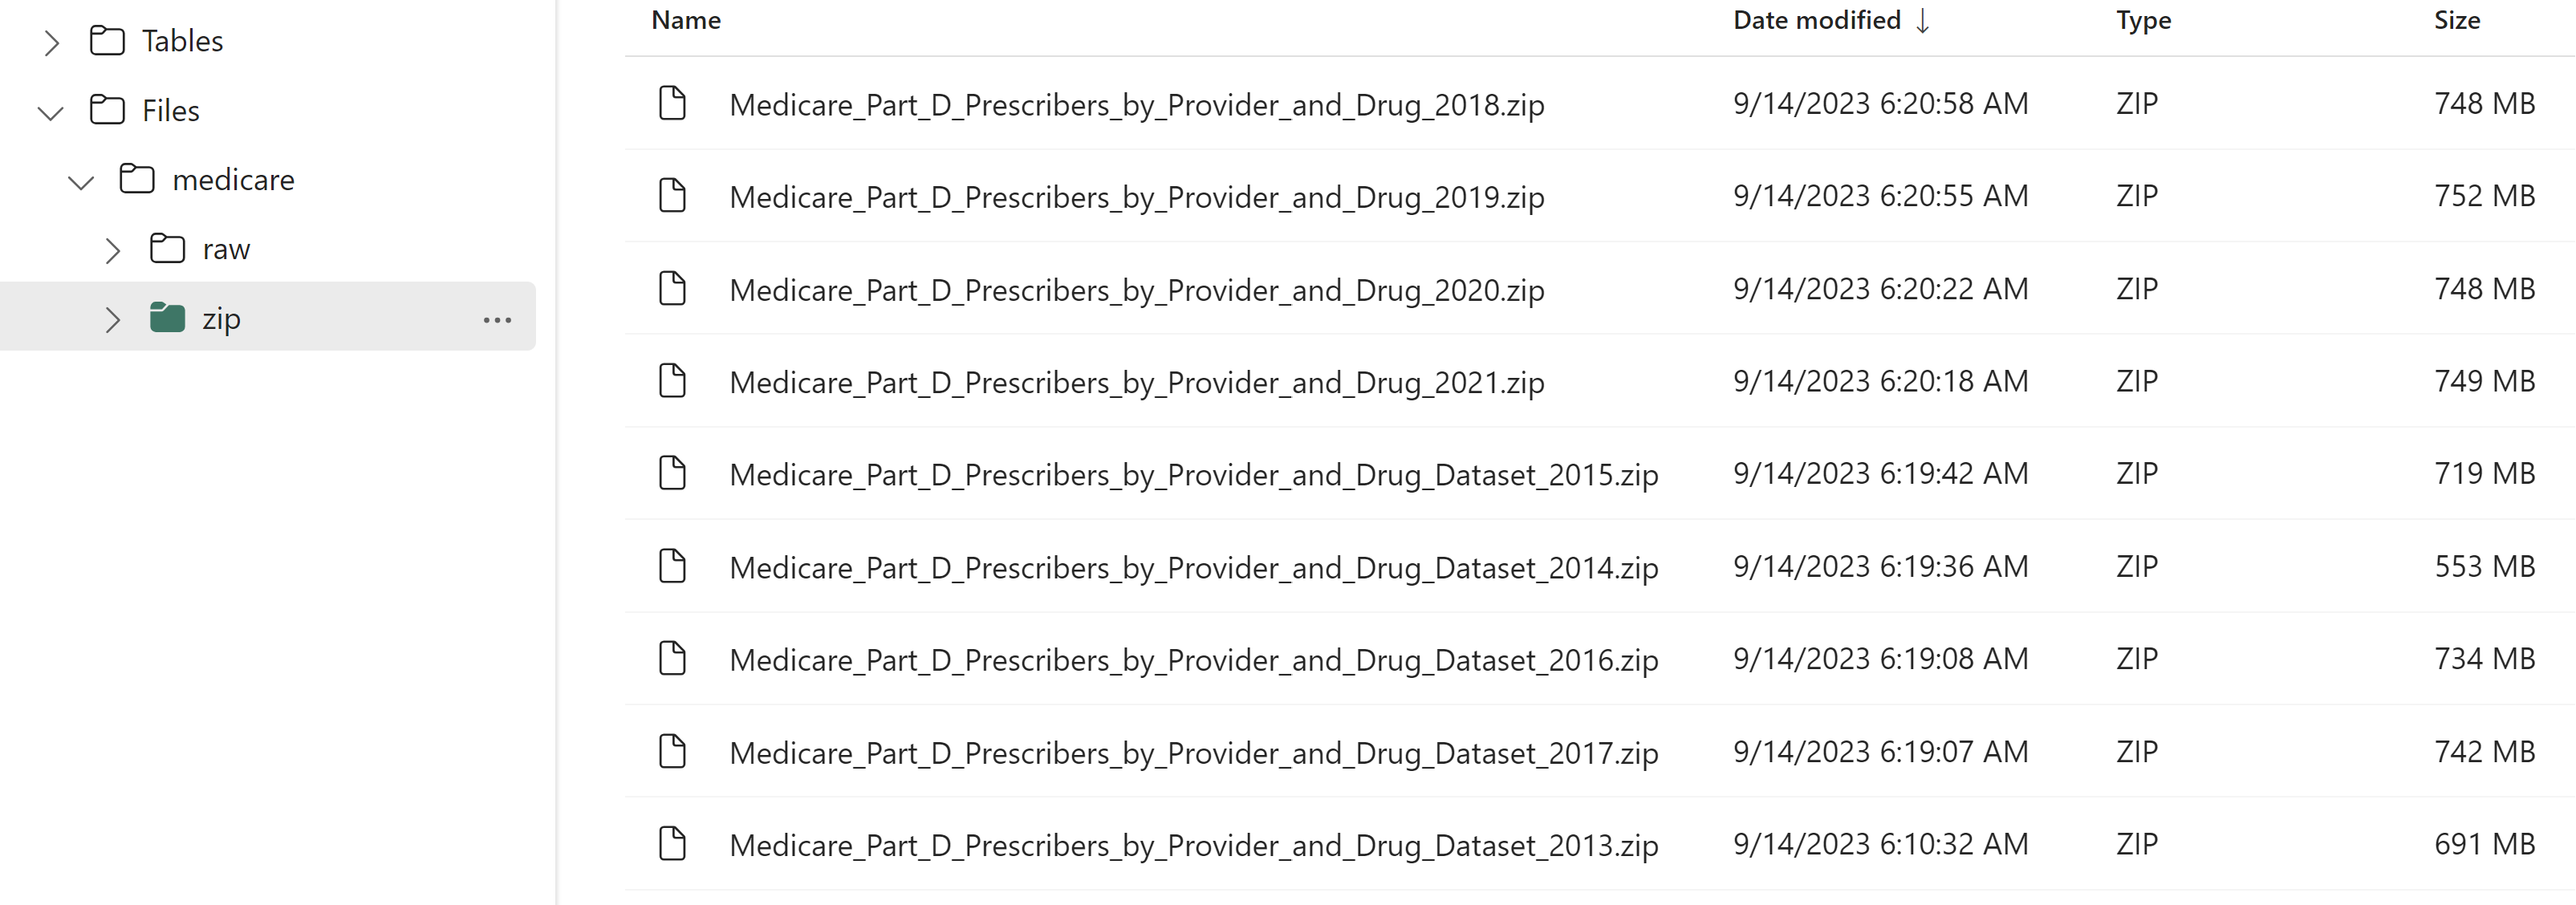 Tables
Files
medicare
raw
zip
Name Date modified ↓ Type Size
Medicare_Part_D_Prescribers_by_Provider_and_Drug_2018.zip 9/14/2023 6:20:58 AM ZIP 748 MB
Medicare_Part_D_Prescribers_by_Provider_and_Drug_2019.zip 9/14/2023 6:20:55 AM ZIP 752 MB
Medicare_Part_D_Prescribers_by_Provider_and_Drug_2020.zip 9/14/2023 6:20:22 AM ZIP 748 MB
Medicare_Part_D_Prescribers_by_Provider_and_Drug_2021.zip 9/14/2023 6:20:18 AM ZIP 749 MB
Medicare_Part_D_Prescribers_by_Provider_and_Drug_Dataset_2015.zip 9/14/2023 6:19:42 AM ZIP 719 MB
Medicare_Part_D_Prescribers_by_Provider_and_Drug_Dataset_2014.zip 9/14/2023 6:19:36 AM ZIP 553 MB
Medicare_Part_D_Prescribers_by_Provider_and_Drug_Dataset_2016.zip 9/14/2023 6:19:08 AM ZIP 734 MB
Medicare_Part_D_Prescribers_by_Provider_and_Drug_Dataset_2017.zip 9/14/2023 6:19:07 AM ZIP 742 MB
Medicare_Part_D_Prescribers_by_Provider_and_Drug_Dataset_2013.zip 9/14/2023 6:10:32 AM ZIP 691 MB